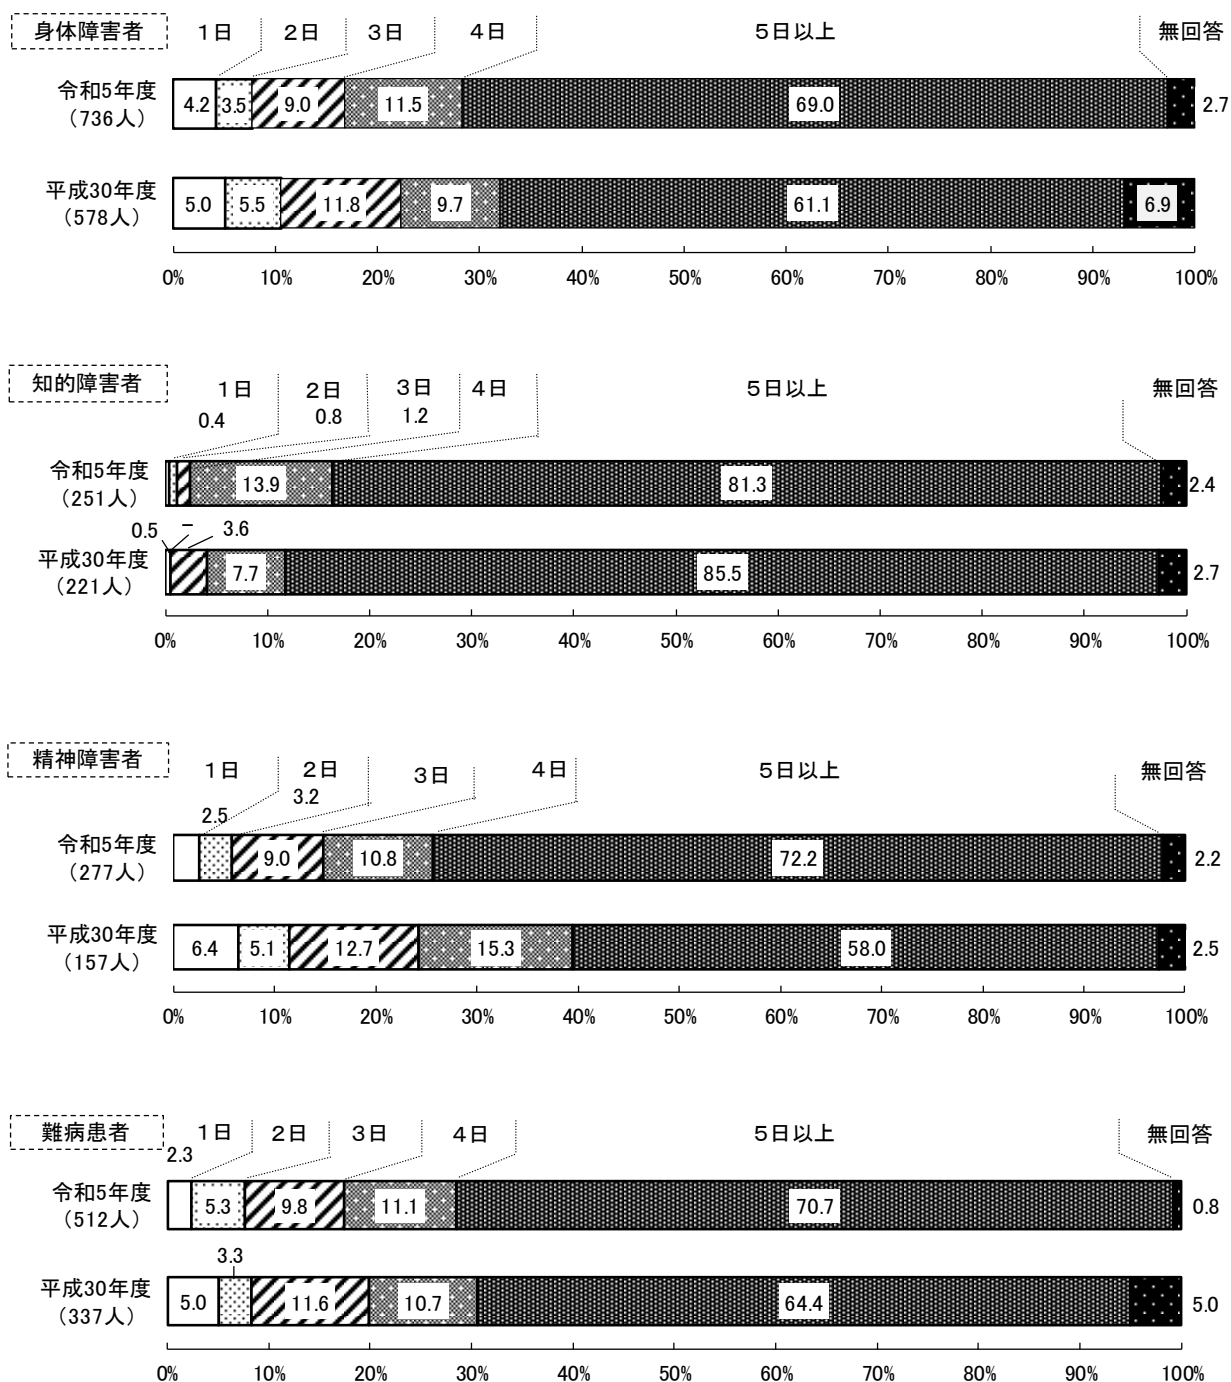 身体障害者 1日 2日 3日 4日 5日以上 無回答
令和5年度
(736人)
4.2 3.5 9.0 11.5 69.0 2.7
平成30年度
(578人)
5.0 5.5 11.8 9.7 61.1 6.9
0% 10% 20% 30% 40% 50% 60% 70% 80% 90% 100%
知的障害者 1日 2日 3日 4日 5日以上 無回答
0.4 0.8 1.2
令和5年度
(251人)
13.9 81.3 2.4
0.5 − 3.6
平成30年度
(221人)
7.7 85.5 2.7
0% 10% 20% 30% 40% 50% 60% 70% 80% 90% 100%
精神障害者 1日 2日 3日 4日 5日以上 無回答
2.5 3.2
令和5年度
(277人)
9.0 10.8 72.2 2.2
平成30年度
(157人)
6.4 5.1 12.7 15.3 58.0 2.5
0% 10% 20% 30% 40% 50% 60% 70% 80% 90% 100%
難病患者 1日 2日 3日 4日 5日以上 無回答
2.3
令和5年度
(512人)
5.3 9.8 11.1 70.7 0.8
3.3
平成30年度
(337人)
5.0 11.6 10.7 64.4 5.0
0% 10% 20% 30% 40% 50% 60% 70% 80% 90% 100%